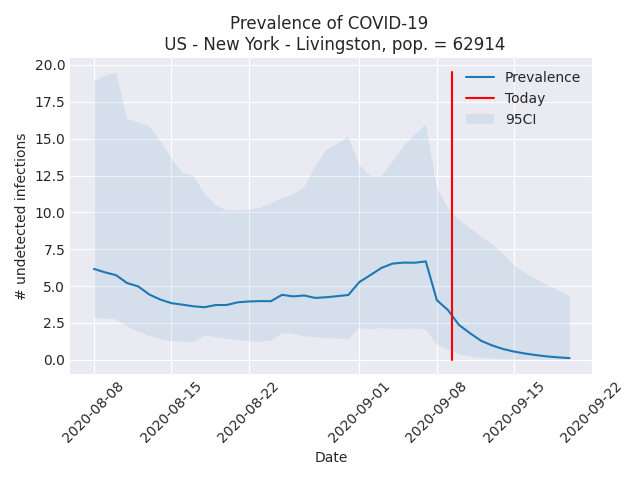 Prevalence of COVID-19
US - New York - Livingston, pop. = 62914
20.0
17.5
15.0
12.5
10.0
7.5
5.0
2.5
0.0
# undetected infections
Prevalence
Today
95CI
2020-08-08
2020-08-15
2020-08-22
2020-09-01
2020-09-08
2020-09-15
2020-09-22
Date